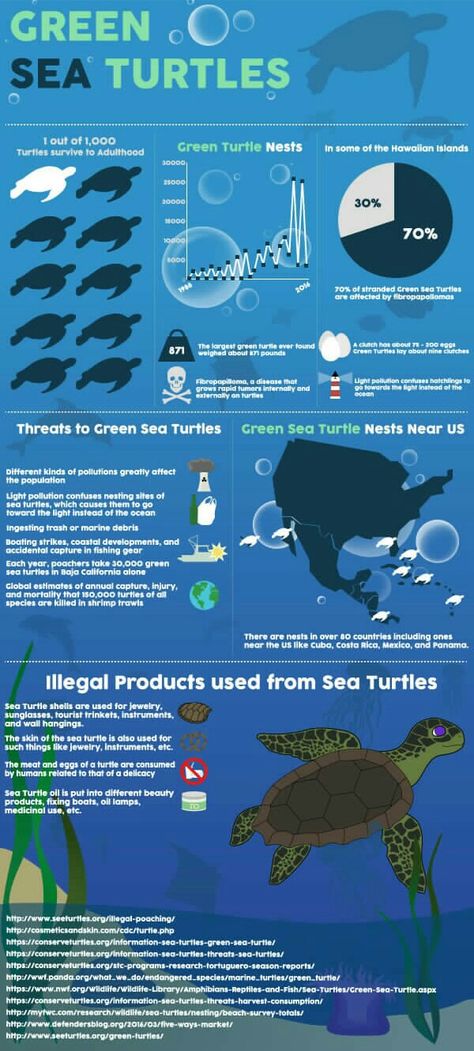 GREEN
SEA TURTLES
1 out of 1,000
Turtles survive to Adulthood
Green Turtle Nests
30000
25000
20000
15000
10000
5000
1986
2016
In some of the Hawaiian Islands
30%
70%
70% of stranded Green Sea Turtles
are affected by fibropapollomas
871
The largest green turtle ever found
weighed about 871 pounds
A clutch has about 75 - 200 eggs
Green Turtles lay about nine clutches
Fibropapilloma, a disease that
grows rapid tumors internally and
externally on turtles
Light pollution confuses hatchlings to
go towards the light instead of the
ocean
Threats to Green Sea Turtles
Different kinds of pollutions greatly affect
the population
Light pollution confuses nesting sites of
sea turtles, which causes them to go
toward the light instead of the ocean
Ingesting trash or marine debris
Boating strikes, coastal developments, and
accidental capture in fishing gear
Each year, poachers take 30,000 green
sea turtles in Baja California alone
Global estimates of annual capture, injury,
and mortality that 150,000 turtles of all
species are killed in shrimp trawls
Green Sea Turtle Nests Near US
There are nests in over 80 countries including ones
near the US like Cuba, Costa Rica, Mexico, and Panama.
Illegal Products used from Sea Turtles
Sea Turtle shells are used for jewelry,
sunglasses, tourist trinkets, instruments,
and wall hangings.
The skin of the sea turtle is also used for
such things like jewelry, instruments, etc.
The meat and eggs of a turtle are consumed
by humans related to that of a delicacy
Sea Turtle oil is put into different beauty
products, fixing boats, oil lamps,
medicinal use, etc.
http://www.seeturtles.org/illegal-poaching/
http://cosmeticsandskin.com/cdc/turtle.php
https://conserveturtles.org/information-sea-turtles-green-sea-turtle/
https://conserveturtles.org/information-sea-turtles-threats-sea-turtles/
https://conserveturtles.org/stc-programs-research-tortuguero-season-reports/
http://wwf.panda.org/what_we_do/endangered_species/marine_turtles/green_turtle/
https://www.nwf.org/Wildlife/Wildlife-Library/Amphibians-Reptiles-and-Fish/Sea-Turtles/Green-Sea-Turtle.aspx
https://conserveturtles.org/information-sea-turtles-threats-harvest-consumption/
http://myfwc.com/research/wildlife/sea-turtles/nesting/beach-survey-totals/
http://www.defendersblog.org/2016/03/five-ways-market/
http://www.seeturtles.org/green-turtles/